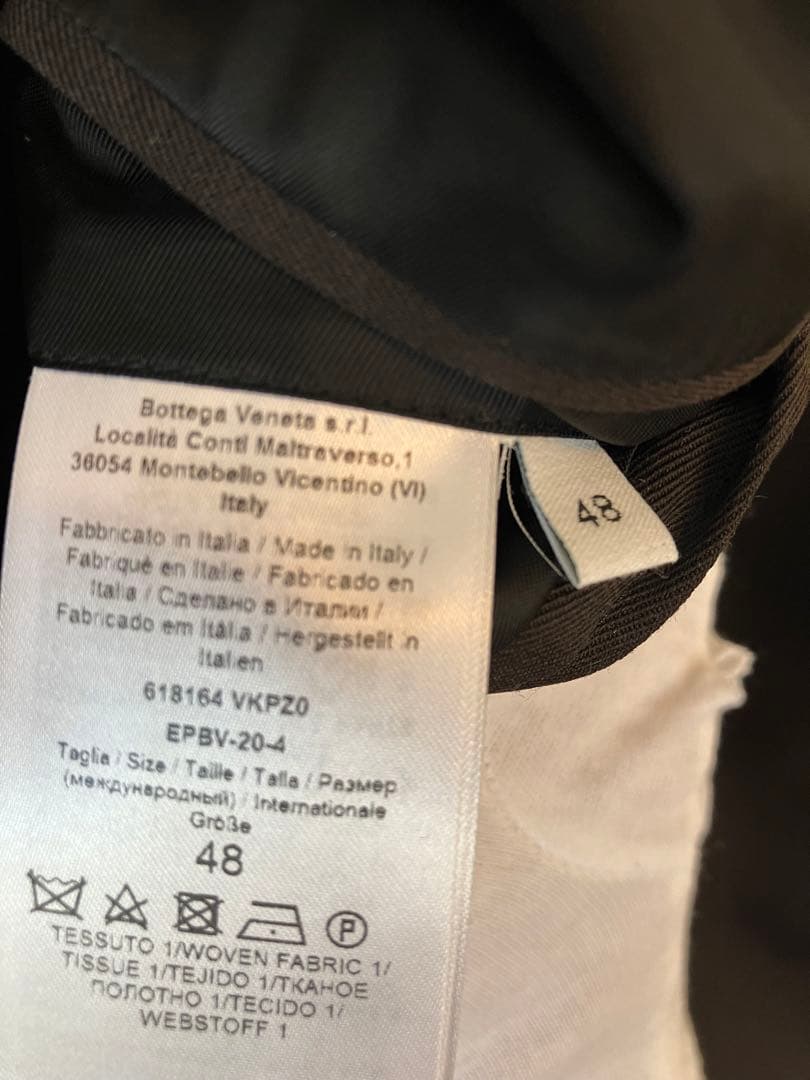 Bottega Veneta s.r.l.
Località Conti Maltraverso,1
36054 Montebello Vicentino (VI)
Italy
Fabbricato in Italia / Made in Italy /
Fabriqué en Italie / Fabricado en
Italia / Сделано в Италии /
Fabricado em Itália / Hergestellt in
Italien
618164 VKPZ0
EPBV-20-4
Taglia / Size / Taille / Talla / Размер
(международный) / Internationale
Größe
48
P
TESSUTO 1/WOVEN FABRIC 1/
TISSUE 1/TEJIDO 1/ТКАНОЕ
ПОЛОТНО 1/TECIDO 1/
WEBSTOFF 1
48